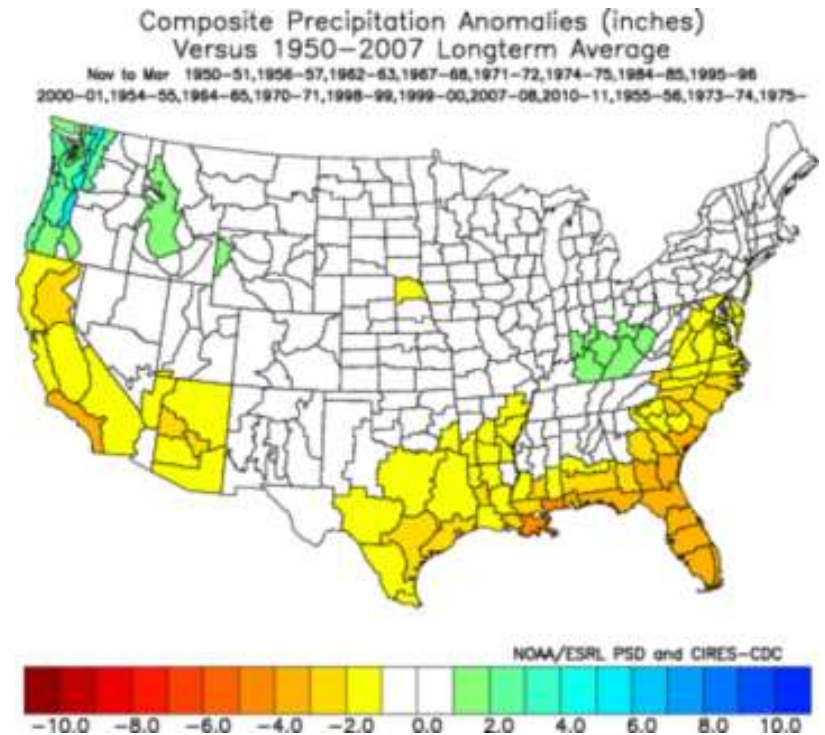 Composite Precipitation Anomalies (inches)
Versus 1950-2007 Longterm Average
Nov to Mar 1950-51,1956-57,1962-63,1967-68,1971-72,1974-75,1984-85,1995-96
2000-01,1954-55,1964-65,1970-71,1998-99,1999-00,2007-08,2010-11,1955-56,1973-74,1975-
NOAA/ESRL PSD and CIRES-CDC
-10.0 -8.0 -6.0 -4.0 -2.0 0.0 2.0 4.0 6.0 8.0 10.0